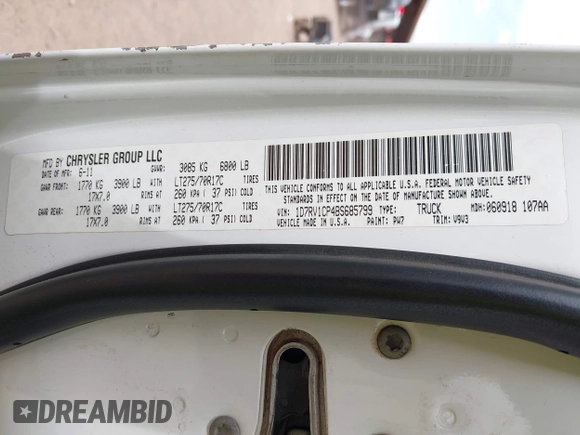 MFD BY CHRYSLER GROUP LLC
DATE OF MFR: 6-11 GVWR: 3085 KG 6800 LB
GAWR FRONT: 1770 KG 3900 LB WITH LT275/70R17C TIRES
17X7.0 RIMS AT 260 KPA ( 37 PSI) COLD
GAWR REAR: 1770 KG 3900 LB WITH LT275/70R17C TIRES
17X7.0 RIMS AT 260 KPA ( 37 PSI) COLD
THIS VEHICLE CONFORMS TO ALL APPLICABLE U.S.A. FEDERAL MOTOR VEHICLE SAFETY
STANDARDS IN EFFECT ON THE DATE OF MANUFACTURE SHOWN ABOVE.
VIN: 1D7RV1CP4BS685799 TYPE: TRUCK MDH: 060918 107AA
VEHICLE MADE IN U.S.A. PAINT: PW7 TRIM: V9V3
DREAMBID